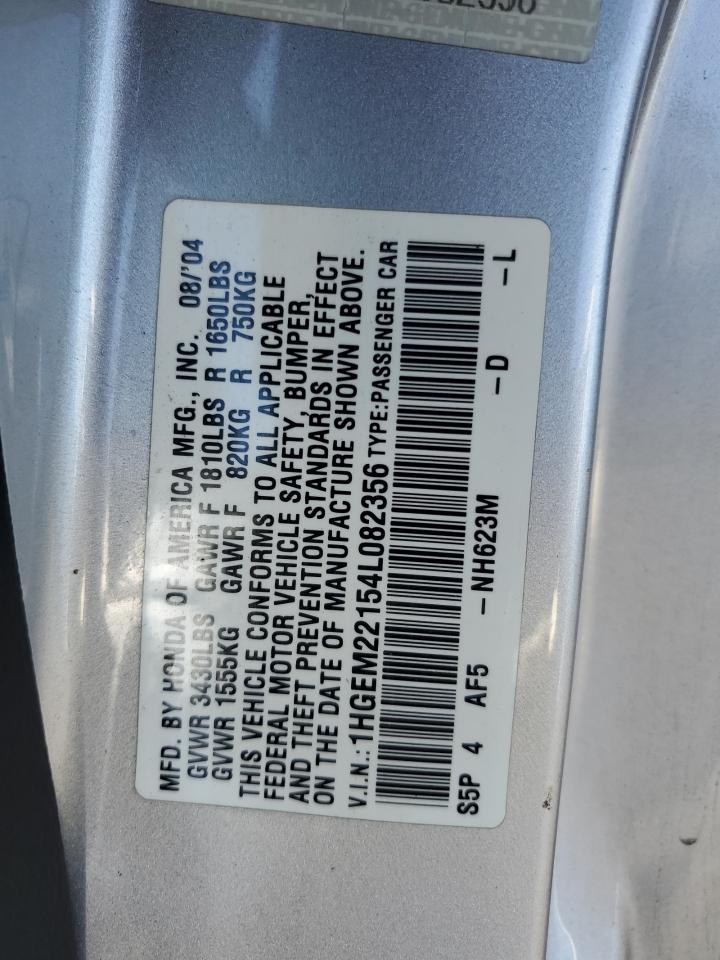 MFD. BY HONDA OF AMERICA MFG., INC. 08/'04
GVWR 3430LBS GAWR F 1810LBS R 1650LBS
GVWR 1555KG GAWR F 820KG R 750KG
THIS VEHICLE CONFORMS TO ALL APPLICABLE
FEDERAL MOTOR VEHICLE SAFETY, BUMPER,
AND THEFT PREVENTION STANDARDS IN EFFECT
ON THE DATE OF MANUFACTURE SHOWN ABOVE.
V.I.N.: 1HGEM22154L082356 TYPE:PASSENGER CAR
S5P 4 AF5 – NH623M – D – L